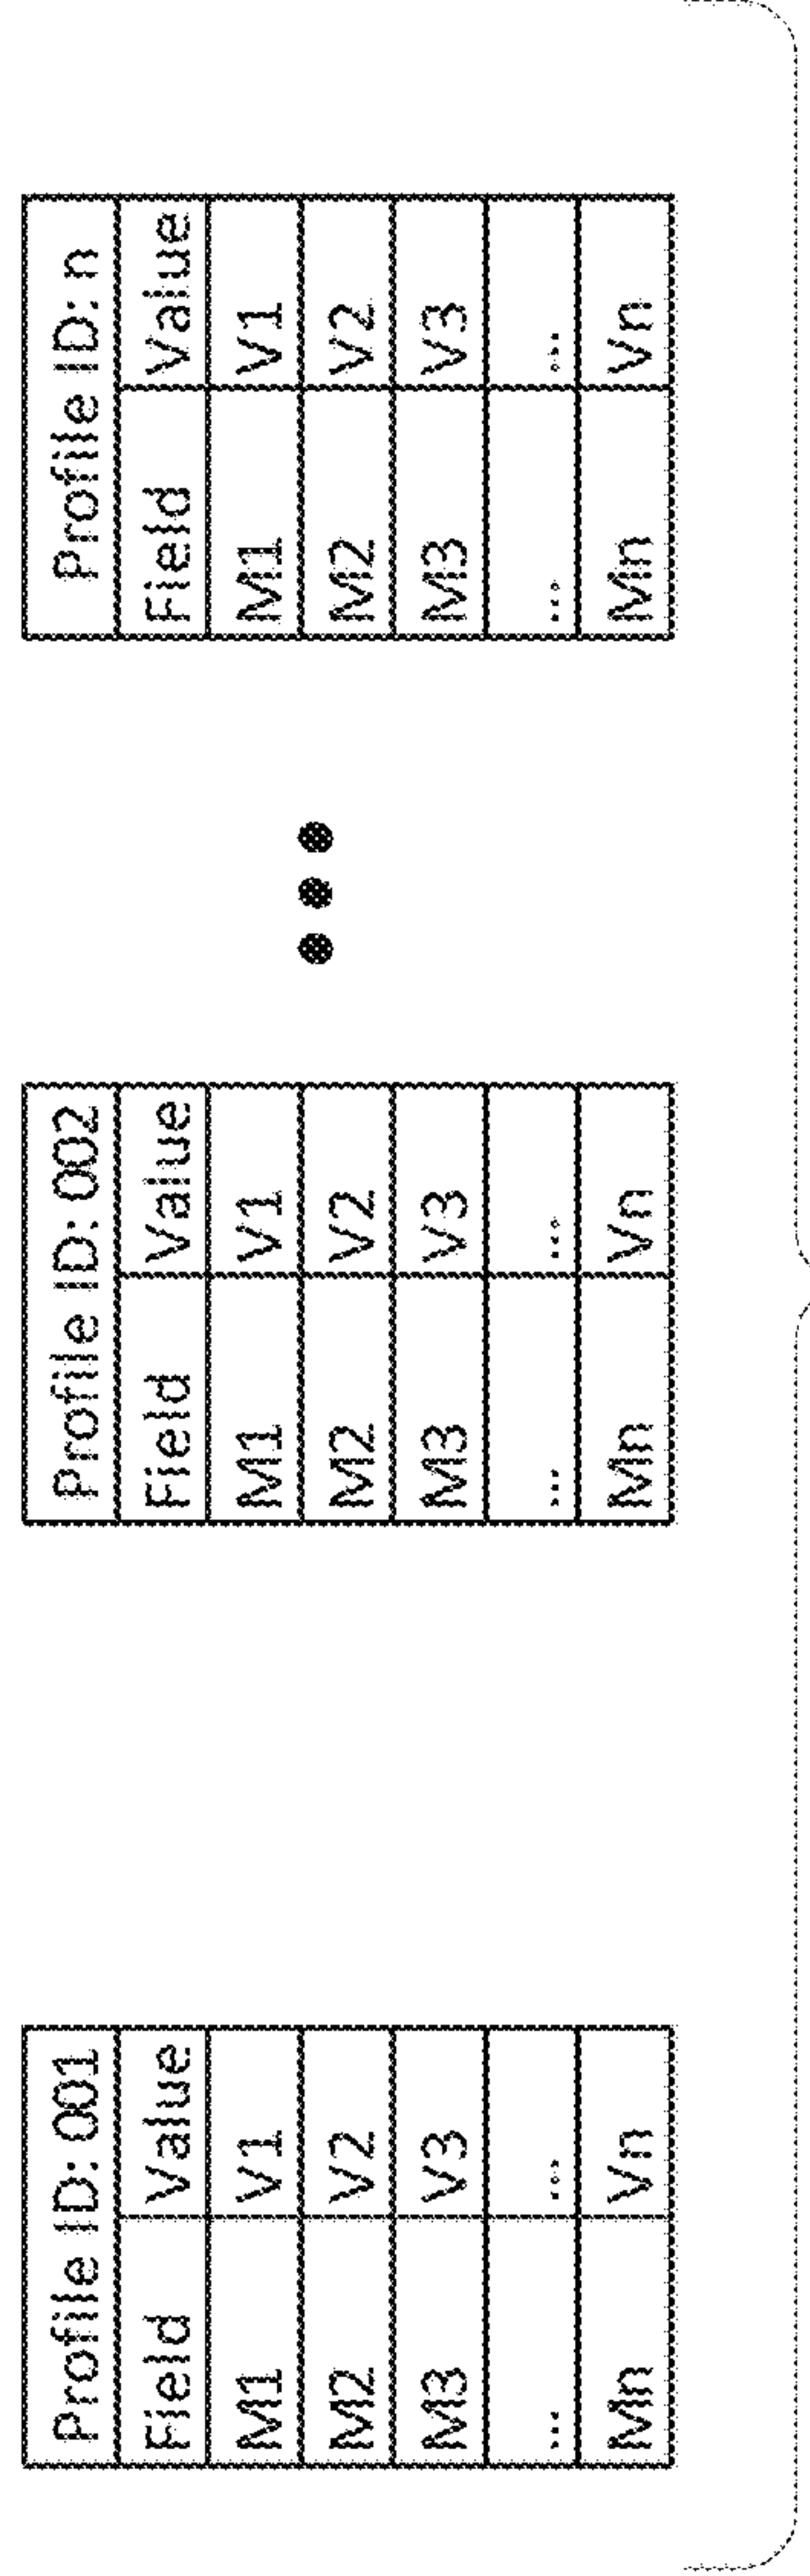 Profile ID: 001
Field Value
M1 V1
M2 V2
M3 V3
... ...
Mn Vn
Profile ID: 002
Field Value
M1 V1
M2 V2
M3 V3
... ...
Mn Vn
Profile ID: n
Field Value
M1 V1
M2 V2
M3 V3
... ...
Mn Vn